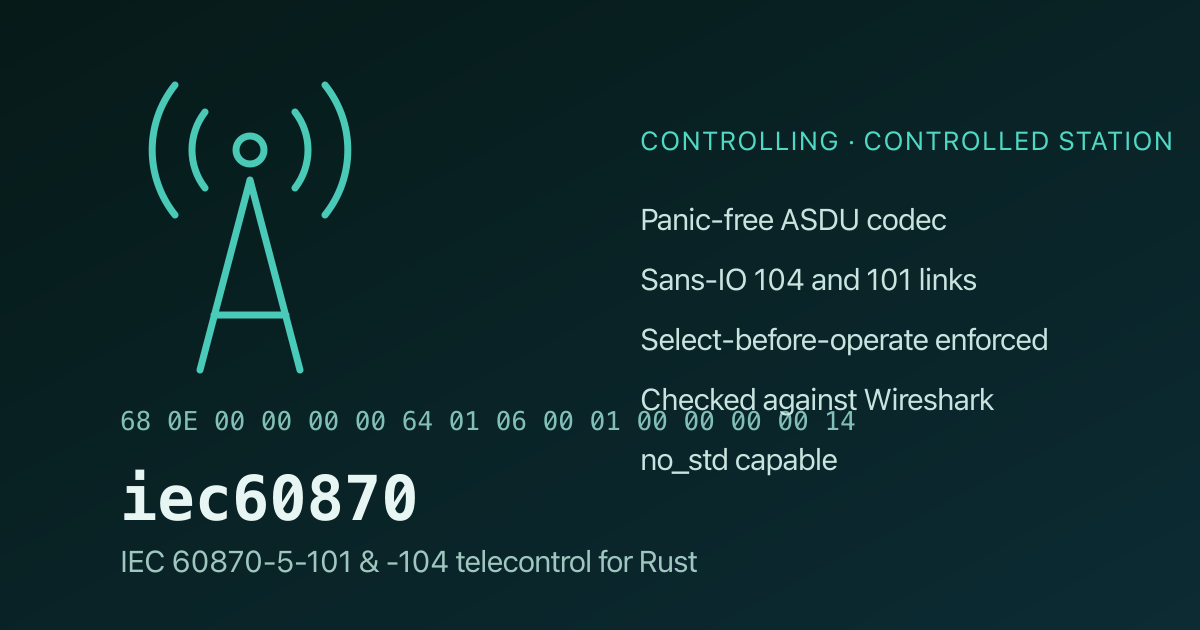 CONTROLLING · CONTROLLED STATION
Panic-free ASDU codec
Sans-IO 104 and 101 links
Select-before-operate enforced
Checked against Wireshark
no_std capable
68 0E 00 00 00 00 64 01 06 00 01 00 00 00 00 14
iec60870
IEC 60870-5-101 & -104 telecontrol for Rust